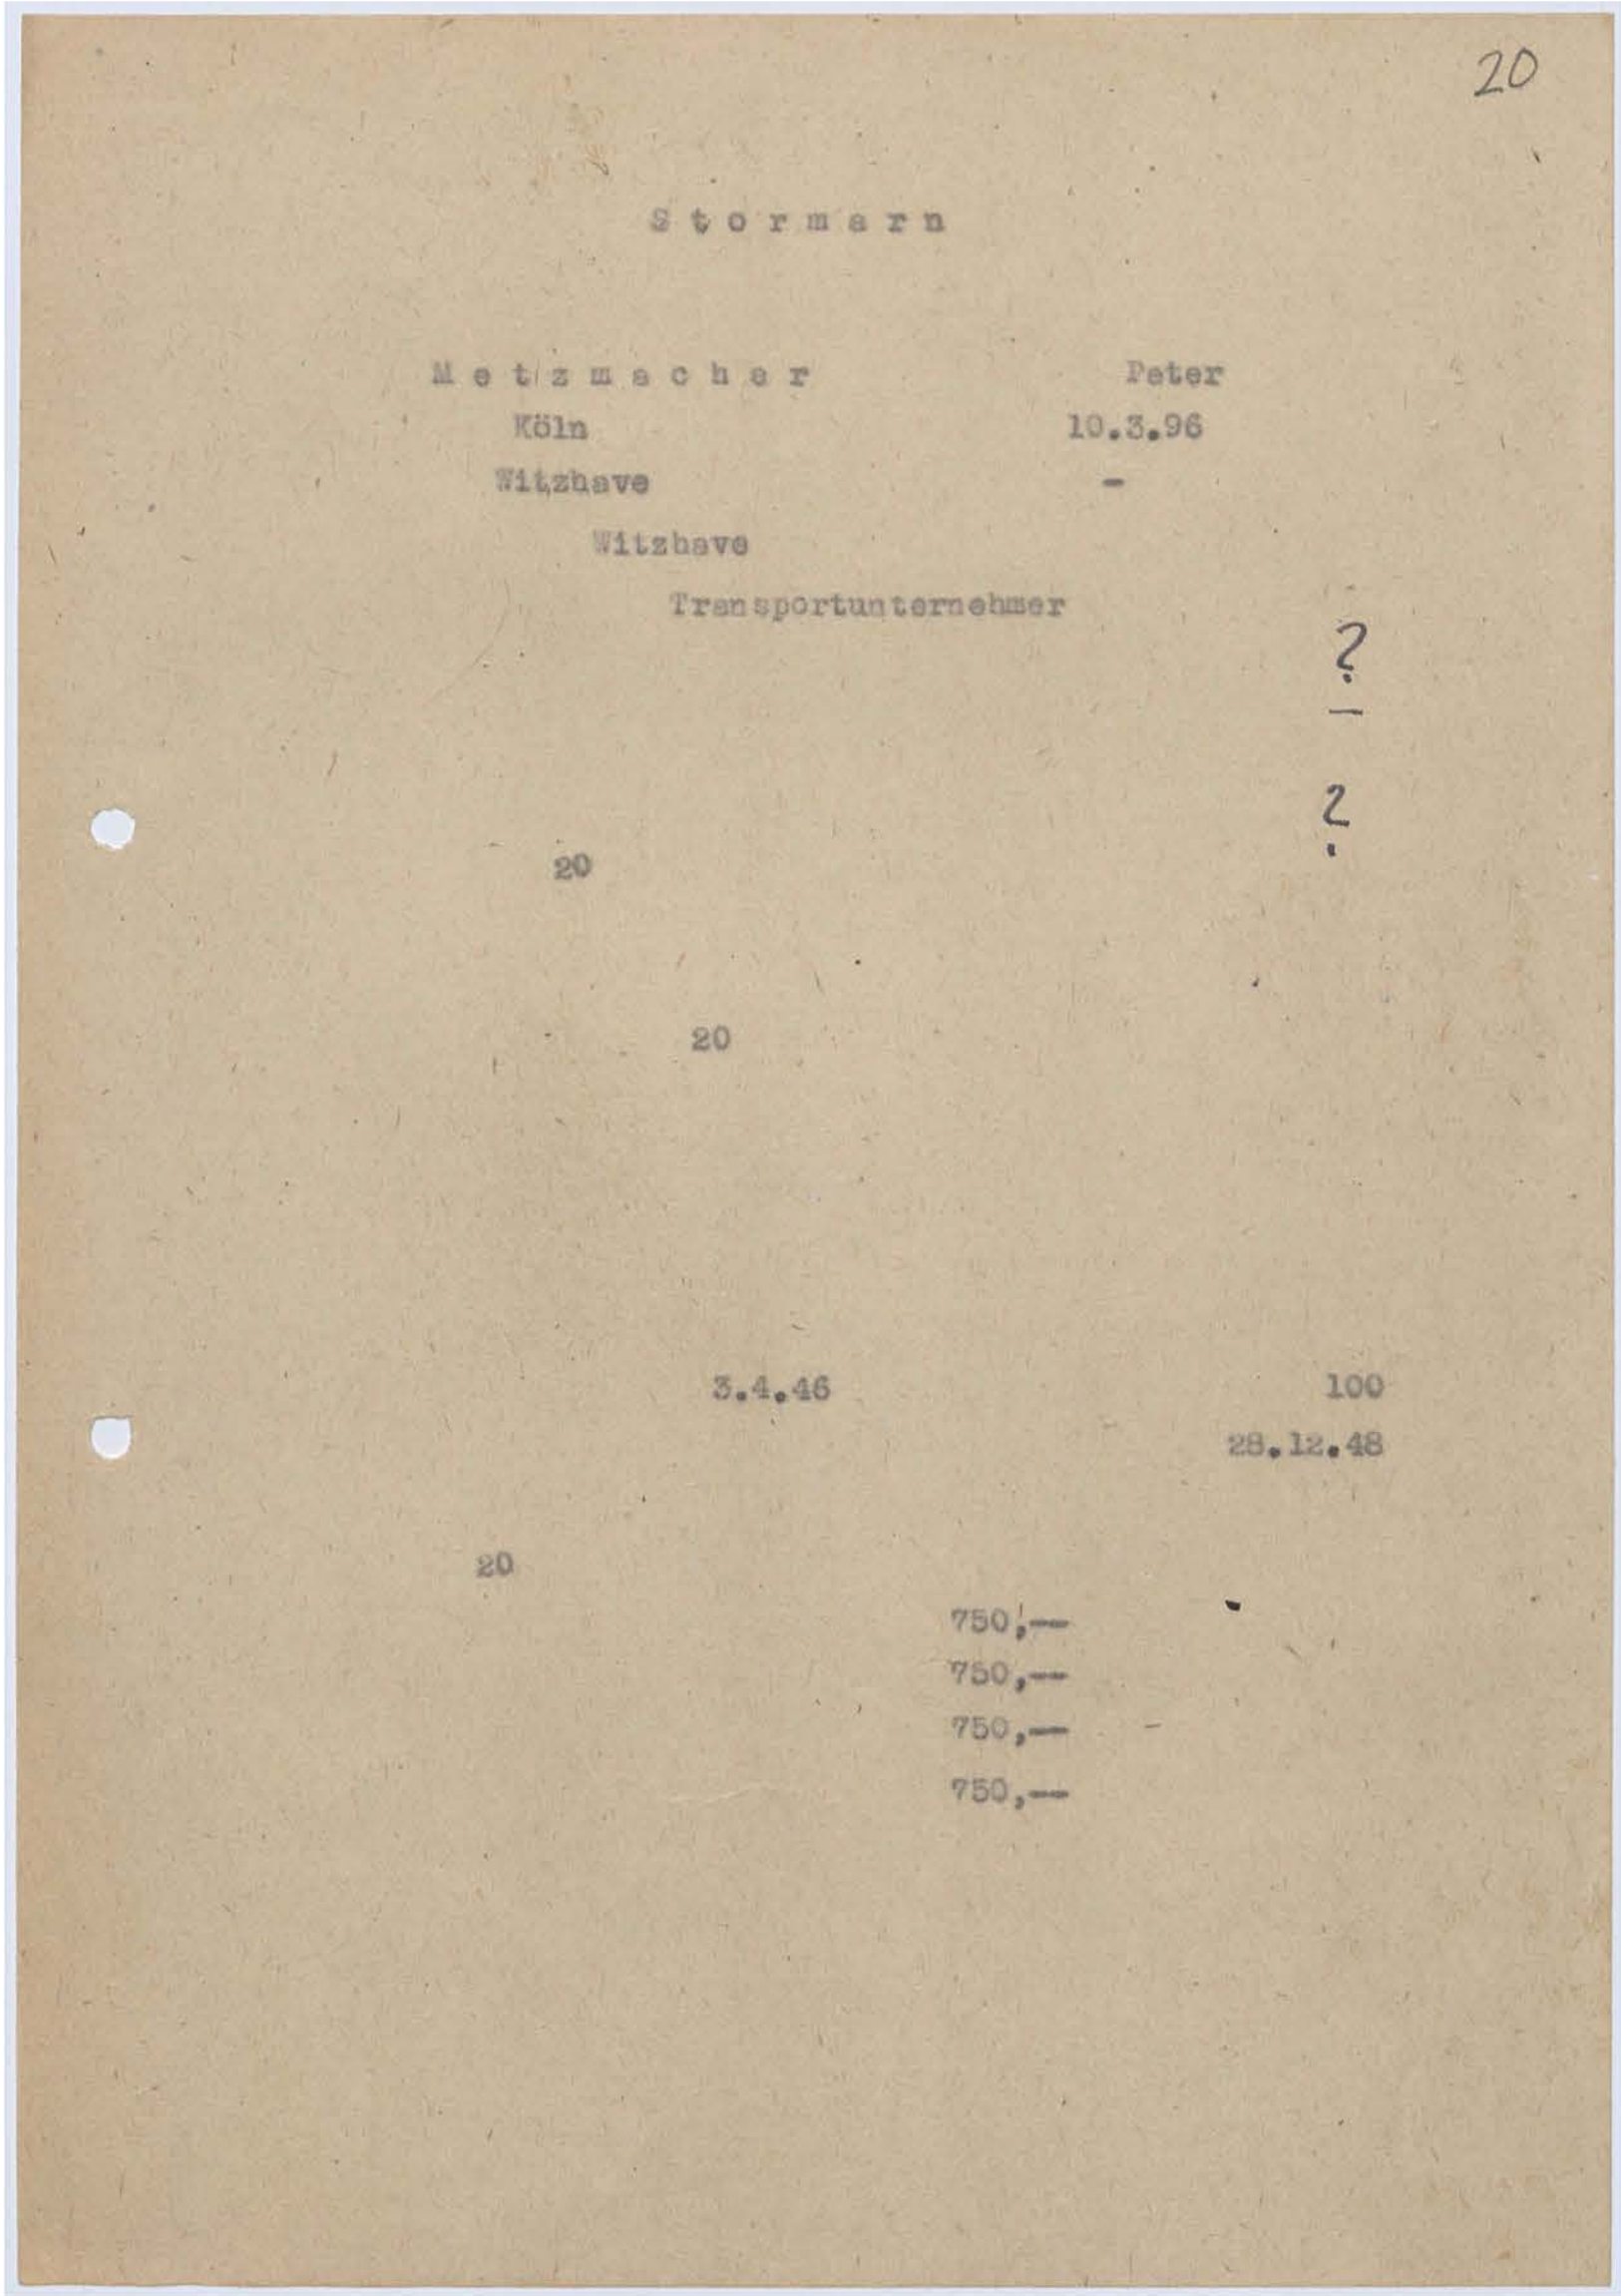 20
Stormarn
Metzmacher Peter
Köln 10.3.96
Witzhave -
Witzhave
Transportunternehmer
?
?
20
20
3.4.46 100
28.12.48
20
750,--
750,--
750,--
750,--